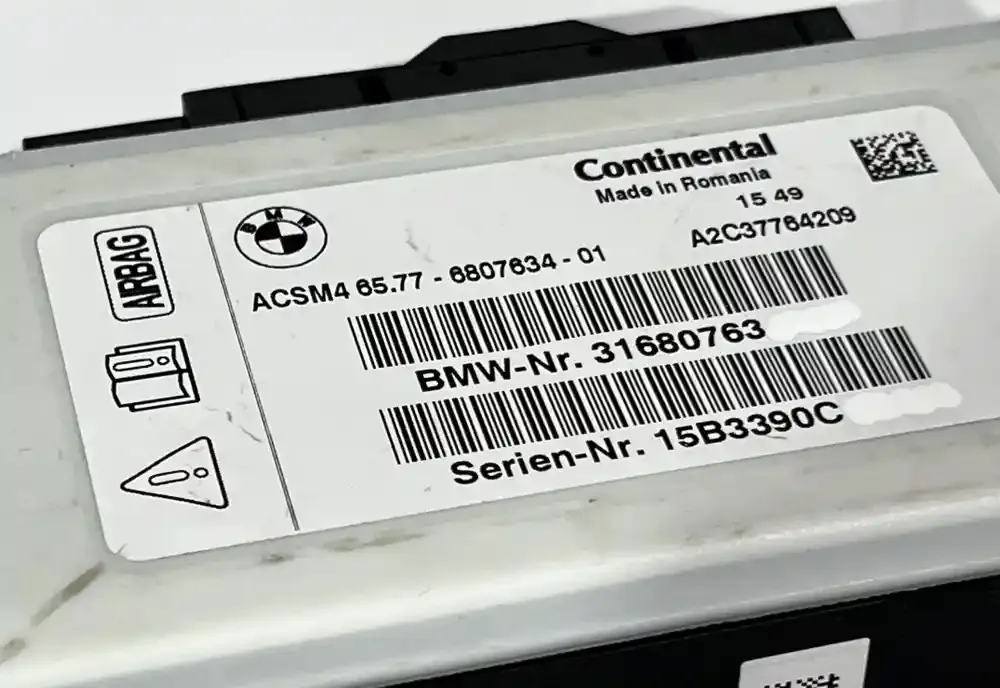 Continental
Made in Romania
15 49
A2C37764209
AIRBAG
BMW
ACSM4 65.77 - 6807634 - 01
BMW-Nr. 31680763
Serien-Nr. 15B3390C